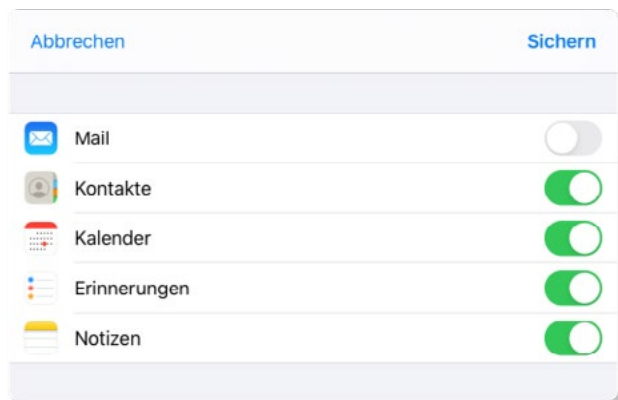 Abbrechen Sichern
Mail
Kontakte
Kalender
Erinnerungen
Notizen